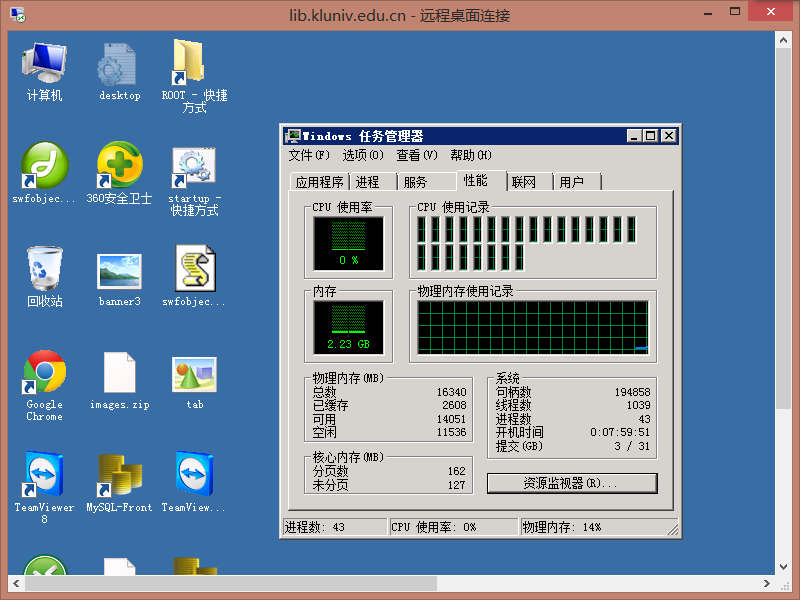 lib.kluniv.edu.cn - 远程桌面连接
计算机
desktop
ROOT - 快捷
方式
swfobjec...
360安全卫士
startup -
快捷方式
回收站
banner3
swfobjec...
Google
Chrome
images.zip
tab
TeamViewer
8
MySQL-Front
TeamView...
Windows 任务管理器
文件(F) 选项(O) 查看(V) 帮助(H)
应用程序 进程 服务 性能 联网 用户
CPU 使用率
0 %
CPU 使用记录
内存
2.23 GB
物理内存使用记录
物理内存(MB)
总数 16340
已缓存 2608
可用 14051
空闲 11536
核心内存(MB)
分页数 162
未分页 127
系统
句柄数 194858
线程数 1039
进程数 43
开机时间 0:07:59:51
提交(GB) 3 / 31
资源监视器(R)...
进程数: 43 CPU 使用率: 0% 物理内存: 14%